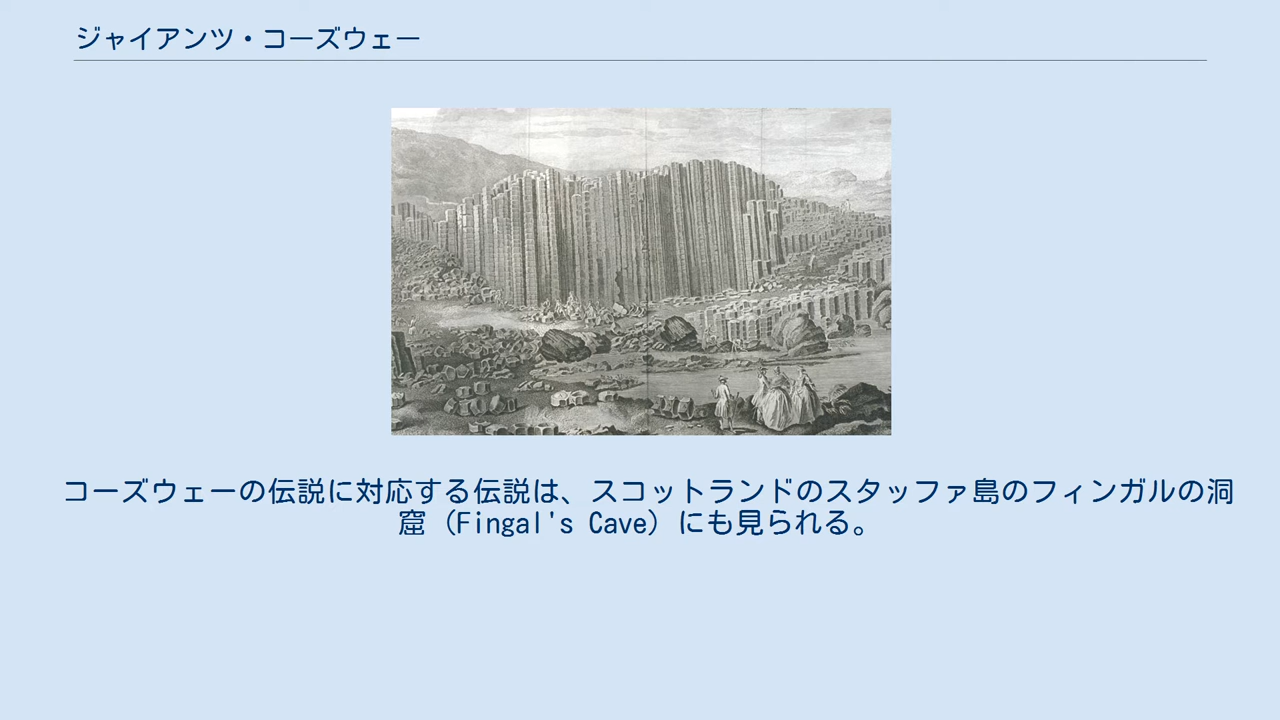 ジャイアンツ・コーズウェー
コーズウェーの伝説に対応する伝説は、スコットランドのスタッファ島のフィンガルの洞
窟（Fingal's Cave）にも見られる。